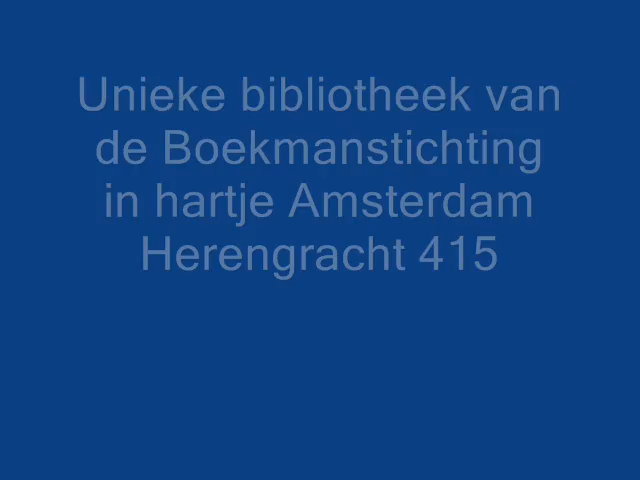 Unieke bibliotheek van
de Boekmanstichting
in hartje Amsterdam
Herengracht 415